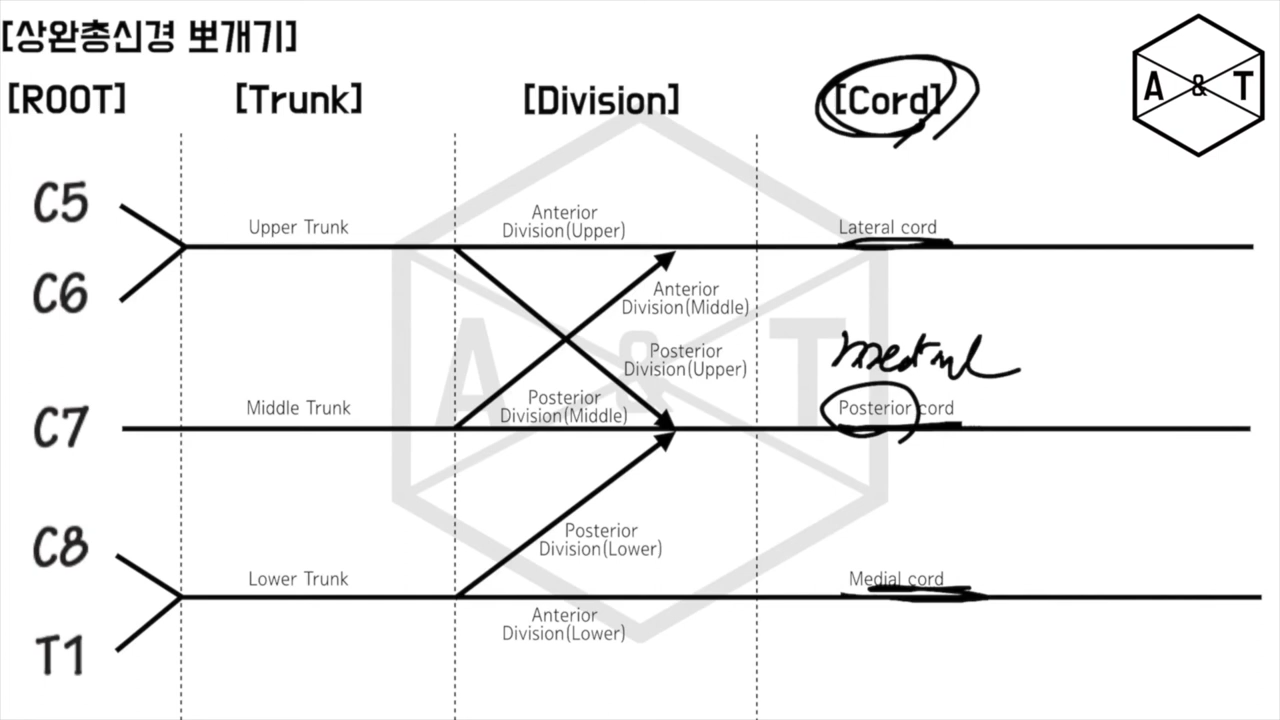 [상완총신경 뽀개기]
[ROOT]
[Trunk]
[Division]
[Cord]
A & T
C5
C6
C7
C8
T1
Upper Trunk
Anterior
Division(Upper)
Lateral cord
Anterior
Division(Middle)
Posterior
Division(Upper)
Middle Trunk
Posterior
Division(Middle)
Posterior cord
Posterior
Division(Lower)
Lower Trunk
Medial cord
Anterior
Division(Lower)
A & T